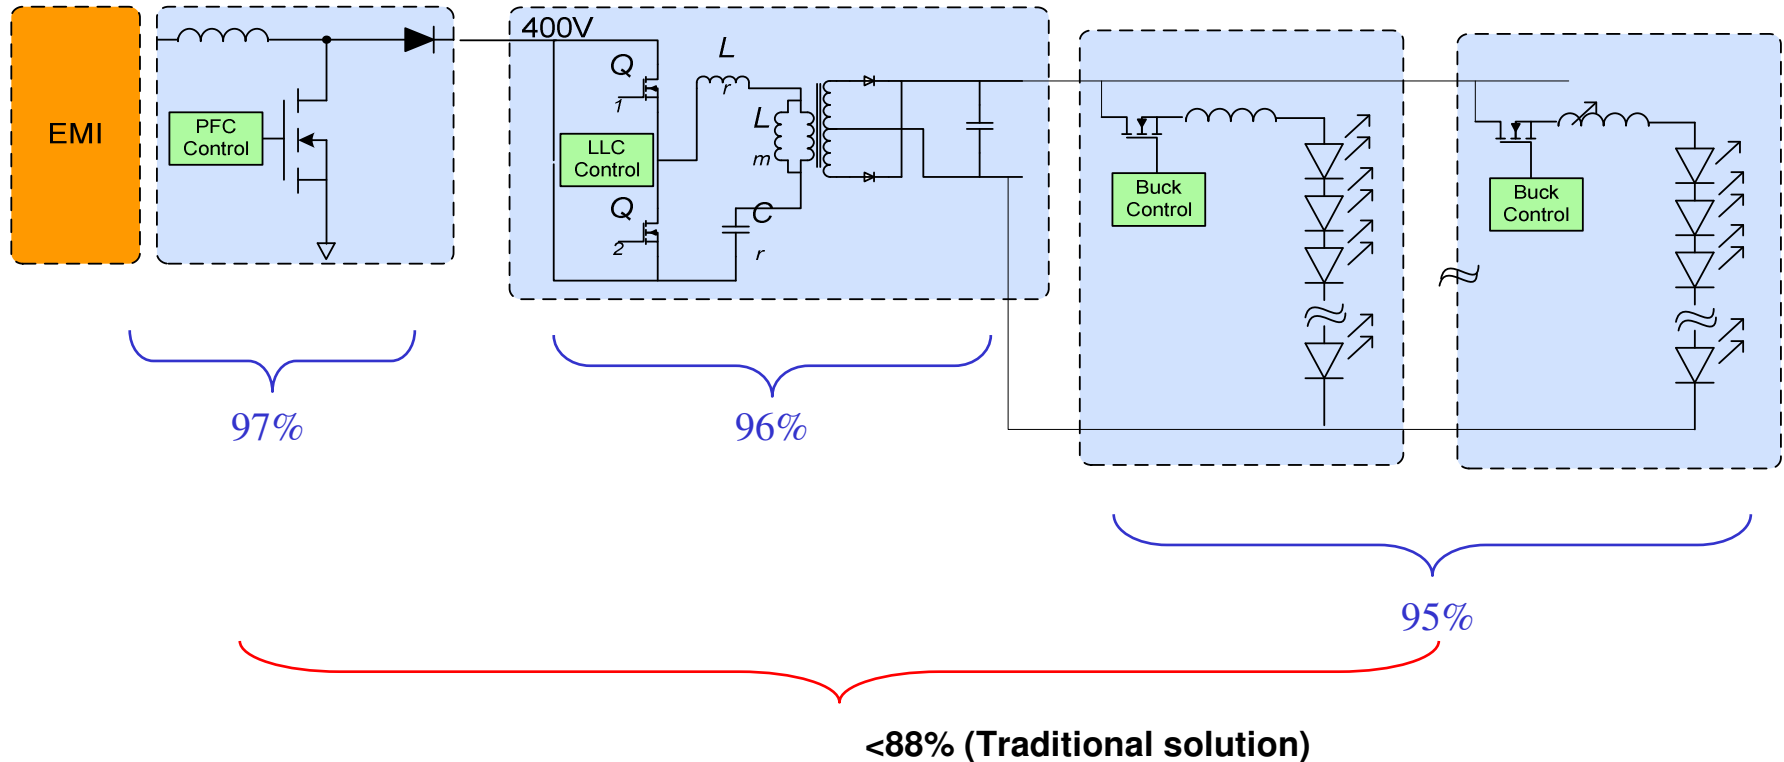 EMI
PFC
Control
400V
Q
1
LLC
Control
Q
2
L
r
L
m
C
r
Buck
Control
Buck
Control
97%
96%
95%
<88% (Traditional solution)